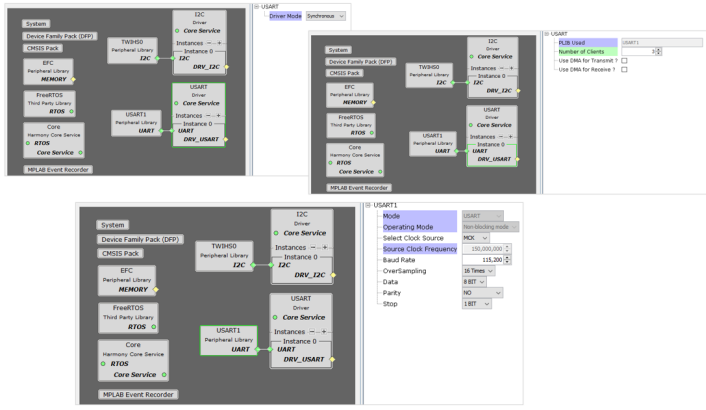 System
Device Family Pack (DFP)
CMSIS Pack
EFC
Peripheral Library
MEMORY
FreeRTOS
Third Party Library
RTOS
Core
Harmony Core Service
RTOS
Core Service
MPLAB Event Recorder
TWIHS0
Peripheral Library
I2C
USART1
Peripheral Library
UART
I2C
Driver
Core Service
Instances
Instance 0
I2C
DRV_I2C
USART
Driver
Core Service
Instances
Instance 0
UART
DRV_USART
USART
Driver Mode Synchronous
System
Device Family Pack (DFP)
CMSIS Pack
EFC
Peripheral Library
MEMORY
FreeRTOS
Third Party Library
RTOS
Core
Harmony Core Service
RTOS
Core Service
MPLAB Event Recorder
TWIHS0
Peripheral Library
I2C
USART1
Peripheral Library
UART
I2C
Driver
Core Service
Instances
Instance 0
I2C
DRV_I2C
USART
Driver
Core Service
Instances
Instance 0
UART
DRV_USART
USART
PLIB Used USART1
Number of Clients 3
Use DMA for Transmit ?
Use DMA for Receive ?
System
Device Family Pack (DFP)
CMSIS Pack
EFC
Peripheral Library
MEMORY
FreeRTOS
Third Party Library
RTOS
Core
Harmony Core Service
RTOS
Core Service
MPLAB Event Recorder
TWIHS0
Peripheral Library
I2C
USART1
Peripheral Library
UART
I2C
Driver
Core Service
Instances
Instance 0
I2C
DRV_I2C
USART
Driver
Core Service
Instances
Instance 0
UART
DRV_USART
USART1
Mode USART
Operating Mode Non-blocking mode
Select Clock Source MCK
Source Clock Frequency 150,000,000
Baud Rate 115,200
OverSampling 16 Times
Data 8 BIT
Parity NO
Stop 1 BIT